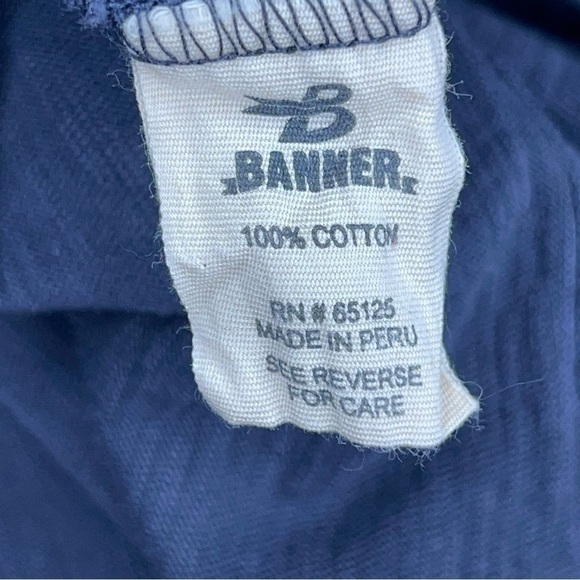 B
BANNER
100% COTTON
RN # 65125
MADE IN PERU
SEE REVERSE
FOR CARE